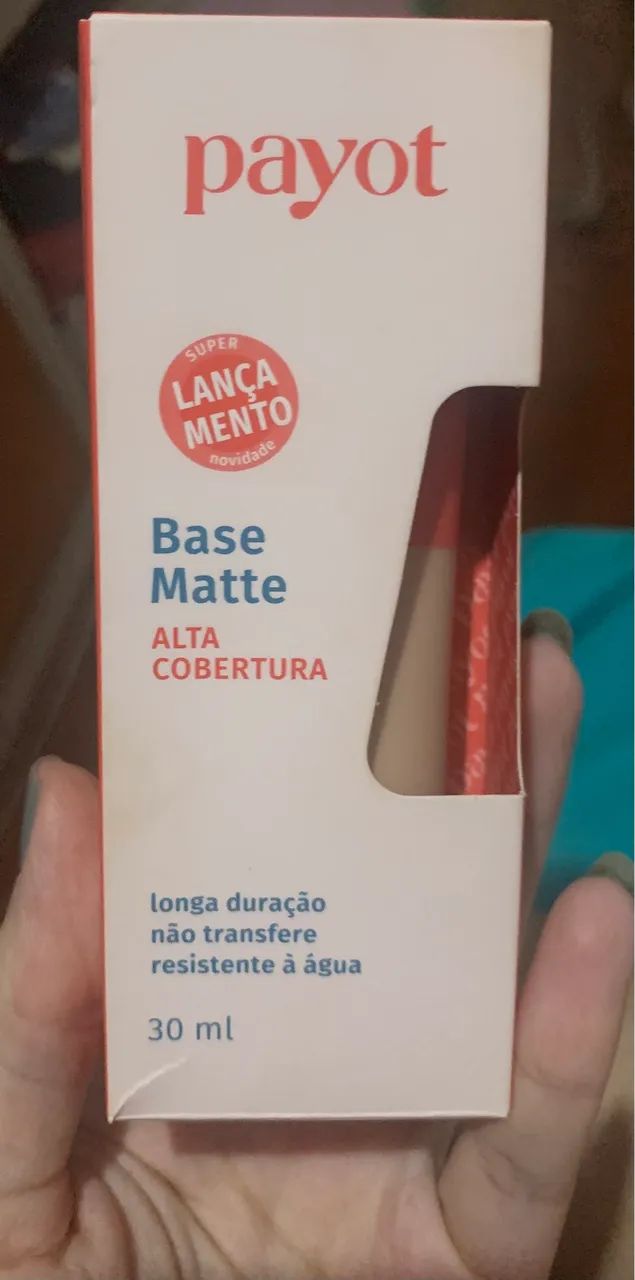 payot
SUPER
LANÇA
MENTO
novidade
Base
Matte
ALTA
COBERTURA
longa duração
não transfere
resistente à água
30 ml